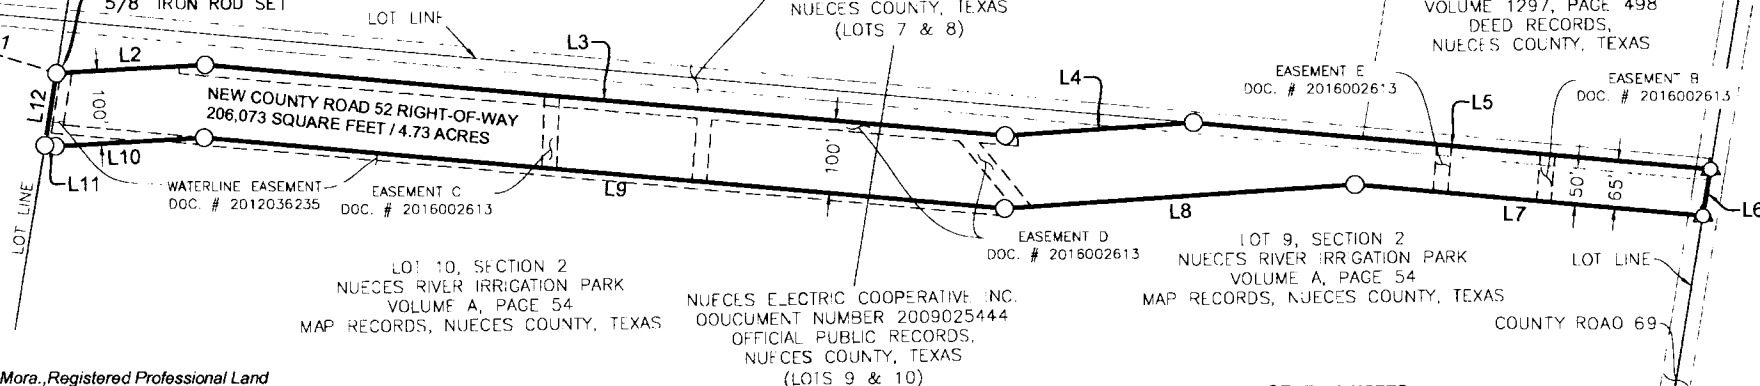 5/8" IRON ROD SET
LOT LINE
NUECES COUNTY, TEXAS
(LOTS 7 & 8)
VOLUME 1297, PAGE 498
DEED RECORDS,
NUECES COUNTY, TEXAS
1
L2
L3
L4
EASEMENT E
DOC. # 2016002613
L5
EASEMENT B
DOC. # 2016002613
L12
100'
NEW COUNTY ROAD 52 RIGHT-OF-WAY
206,073 SQUARE FEET / 4.73 ACRES
100'
50'
65'
L6
L10
L11
WATERLINE EASEMENT
DOC. # 2012036235
EASEMENT C
DOC. # 2016002613
L9
L8
L7
LOT LINE
EASEMENT D
DOC. # 2016002613
LOT 9, SECTION 2
NUECES RIVER IRRIGATION PARK
VOLUME A, PAGE 54
MAP RECORDS, NUECES COUNTY, TEXAS
LOT LINE
LOT 10, SECTION 2
NUECES RIVER IRRIGATION PARK
VOLUME A, PAGE 54
MAP RECORDS, NUECES COUNTY, TEXAS
NUECES ELECTRIC COOPERATIVE INC.
DOUCUMENT NUMBER 2009025444
OFFICIAL PUBLIC RECORDS,
NUECES COUNTY, TEXAS
(LOTS 9 & 10)
COUNTY ROAD 69
Mora.,Registered Professional Land